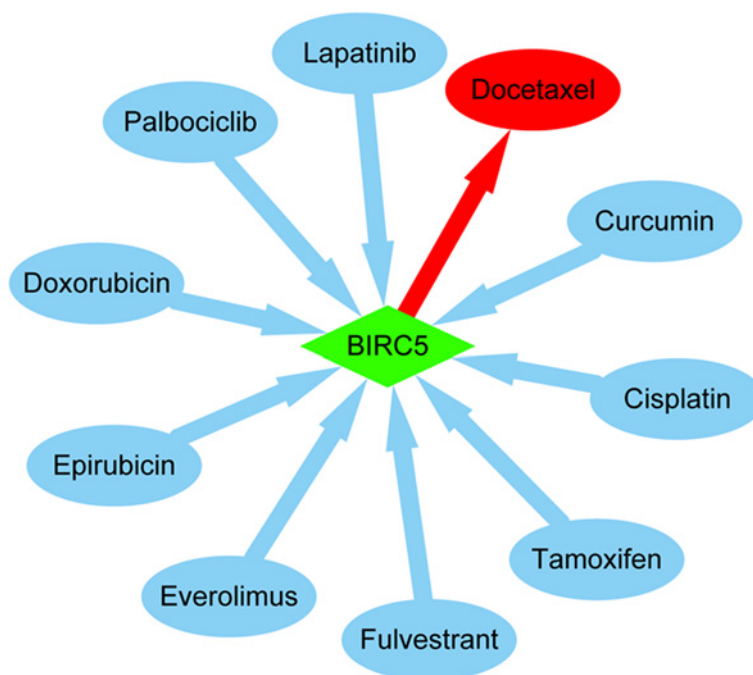 Lapatinib
Docetaxel
Palbociclib
Curcumin
Doxorubicin
BIRC5
Cisplatin
Epirubicin
Tamoxifen
Everolimus
Fulvestrant